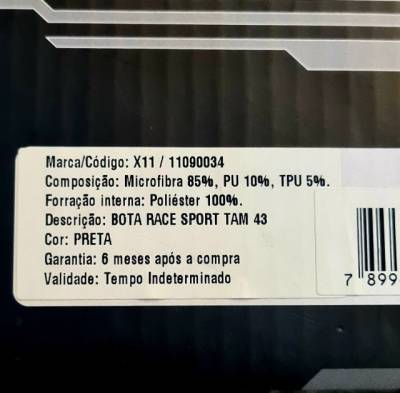 Marca/Código: X11 / 11090034
Composição: Microfibra 85%, PU 10%, TPU 5%.
Forração interna: Poliéster 100%.
Descrição: BOTA RACE SPORT TAM 43
Cor: PRETA
Garantia: 6 meses após a compra
Validade: Tempo Indeterminado
7 899